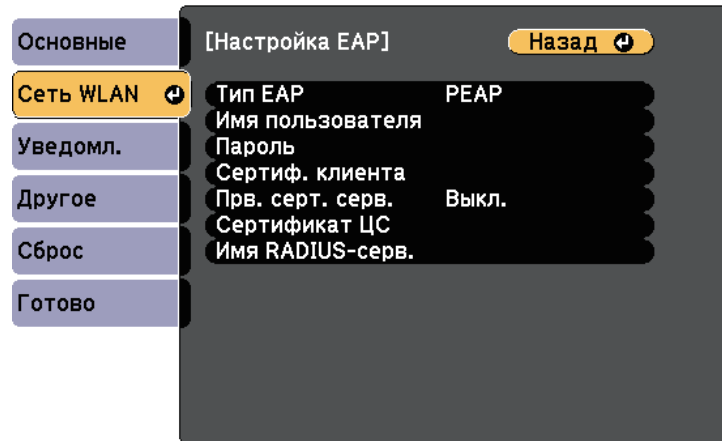 Основные
Сеть WLAN
Уведомл.
Другое
Сброс
Готово
[Настройка EAP]
Назад
Тип EAP PEAP
Имя пользователя
Пароль
Сертиф. клиента
Прв. серт. серв. Выкл.
Сертификат ЦС
Имя RADIUS-серв.